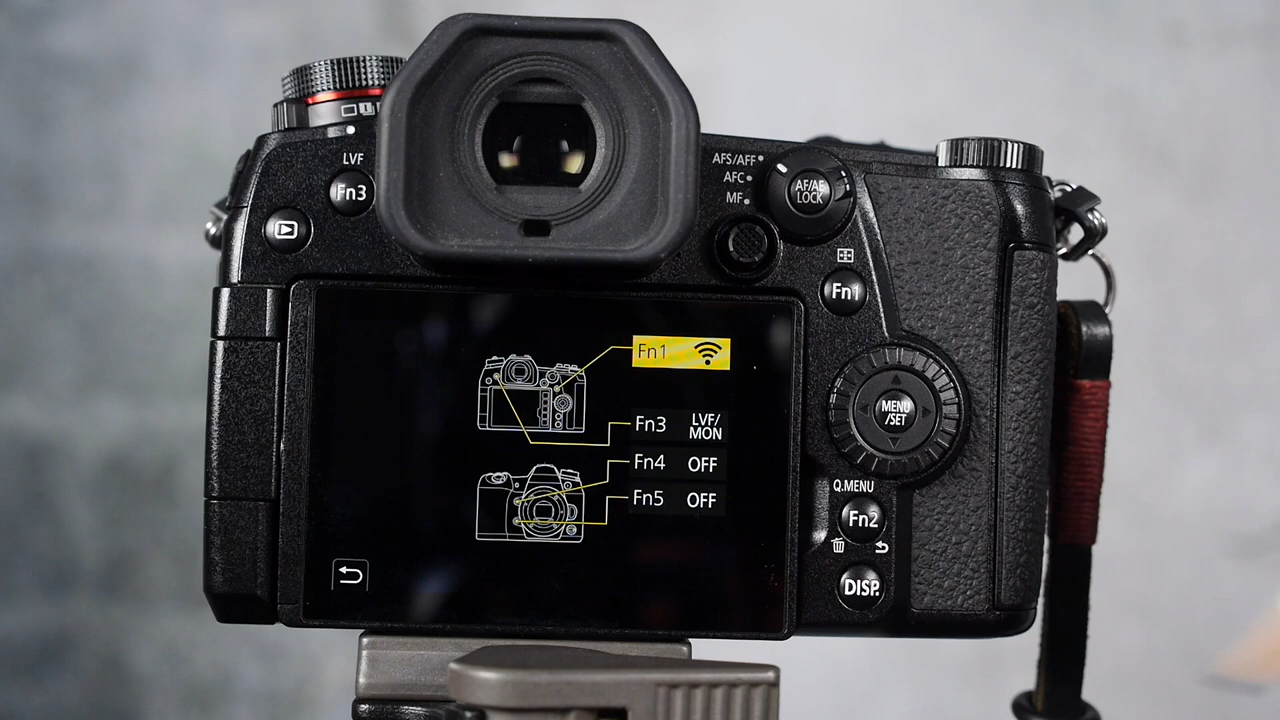 LVF
Fn3
AFS/AFF
AFC
MF
AF/AE
LOCK
Fn1
MENU
/SET
Q.MENU
Fn2
DISP.
Fn1
Fn3 LVF/
MON
Fn4 OFF
Fn5 OFF